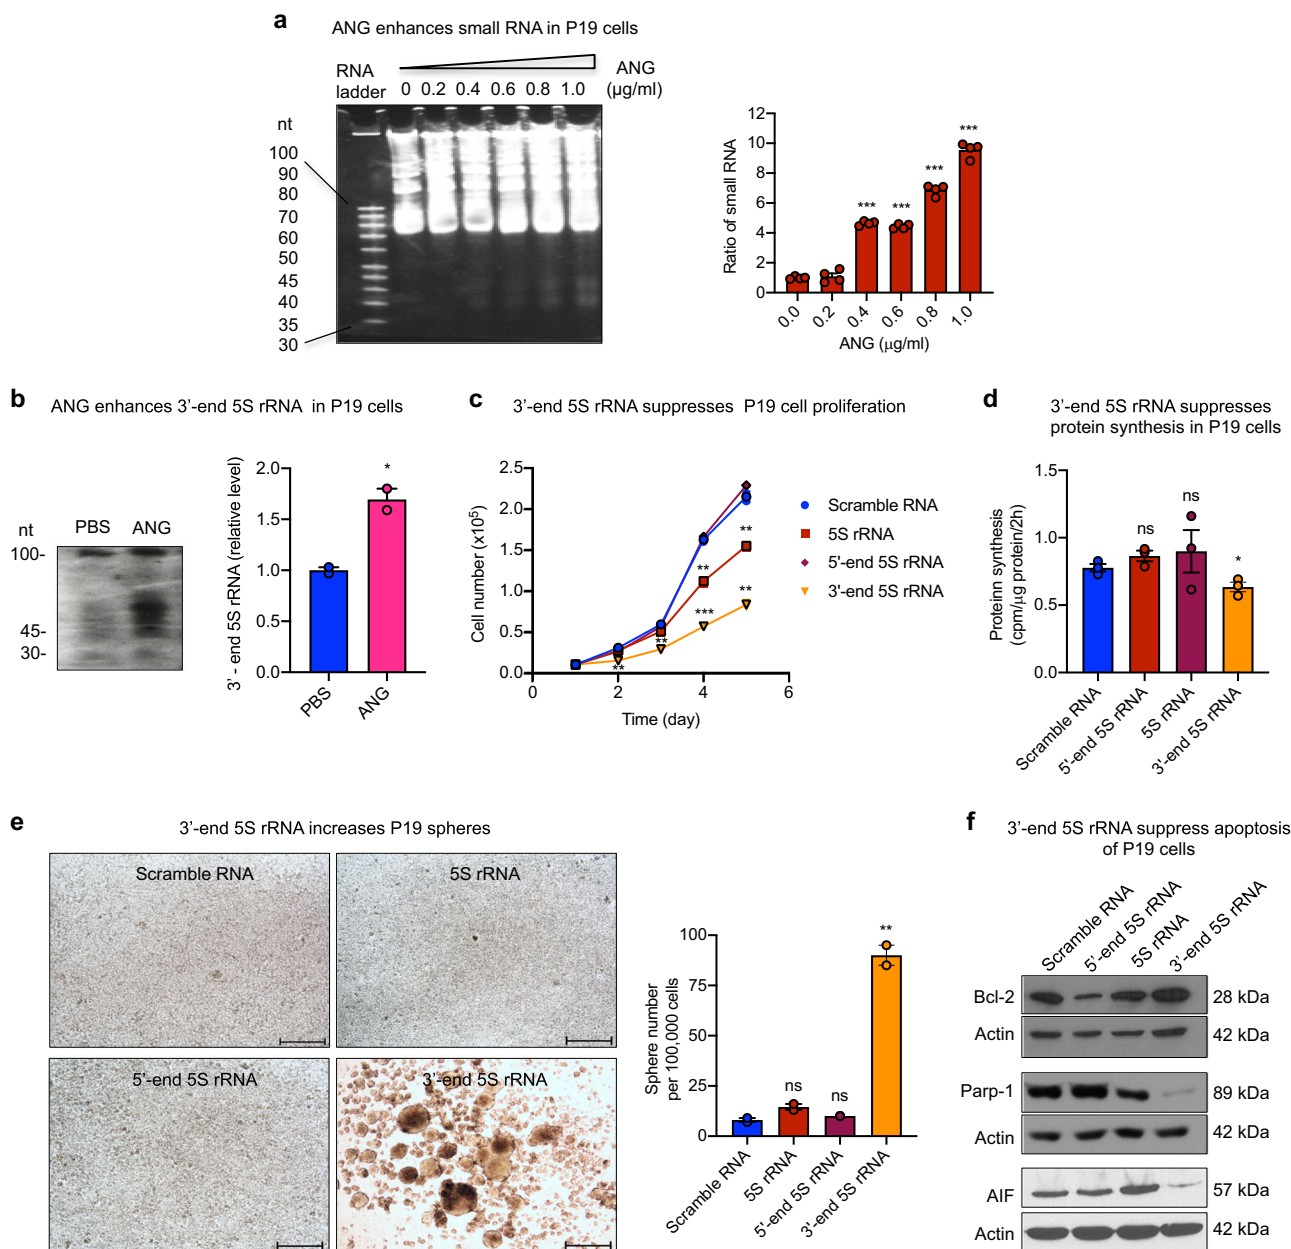 a
ANG enhances small RNA in P19 cells
RNA ladder
0 0.2 0.4 0.6 0.8 1.0
ANG (µg/ml)
nt
100
90
80
70
60
50
45
40
35
30
Ratio of small RNA
12
10
8
6
4
2
0
***
***
***
***
0.0 0.2 0.4 0.6 0.8 1.0
ANG (µg/ml)
b
ANG enhances 3'-end 5S rRNA in P19 cells
nt
PBS ANG
100-
45-
30-
3' - end 5S rRNA (relative level)
2.0
1.5
1.0
0.5
0.0
*
PBS ANG
c
3'-end 5S rRNA suppresses P19 cell proliferation
Cell number (x10⁵)
2.5
2.0
1.5
1.0
0.5
0.0
0 2 4 6
Time (day)
**
**
**
***
**
**
Scramble RNA
5S rRNA
5'-end 5S rRNA
3'-end 5S rRNA
d
3'-end 5S rRNA suppresses
protein synthesis in P19 cells
Proteinn synthesis
(cpm/µg protein/2h)
1.5
1.0
0.5
0.0
ns
ns
*
Scramble RNA
5'-end 5S rRNA
5S rRNA
3'-end 5S rRNA
e
3'-end 5S rRNA increases P19 spheres
Scramble RNA
5S rRNA
5'-end 5S rRNA
3'-end 5S rRNA
Sphere number
per 100,000 cells
100
75
50
25
0
ns
ns
**
Scramble RNA
5S rRNA
5'-end 5S rRNA
3'-end 5S rRNA
f
3'-end 5S rRNA suppress apoptosis
of P19 cells
Scramble RNA
5'-end 5S rRNA
5S rRNA
3'-end 5S rRNA
Bcl-2 28 kDa
Actin 42 kDa
Parp-1 89 kDa
Actin 42 kDa
AIF 57 kDa
Actin 42 kDa